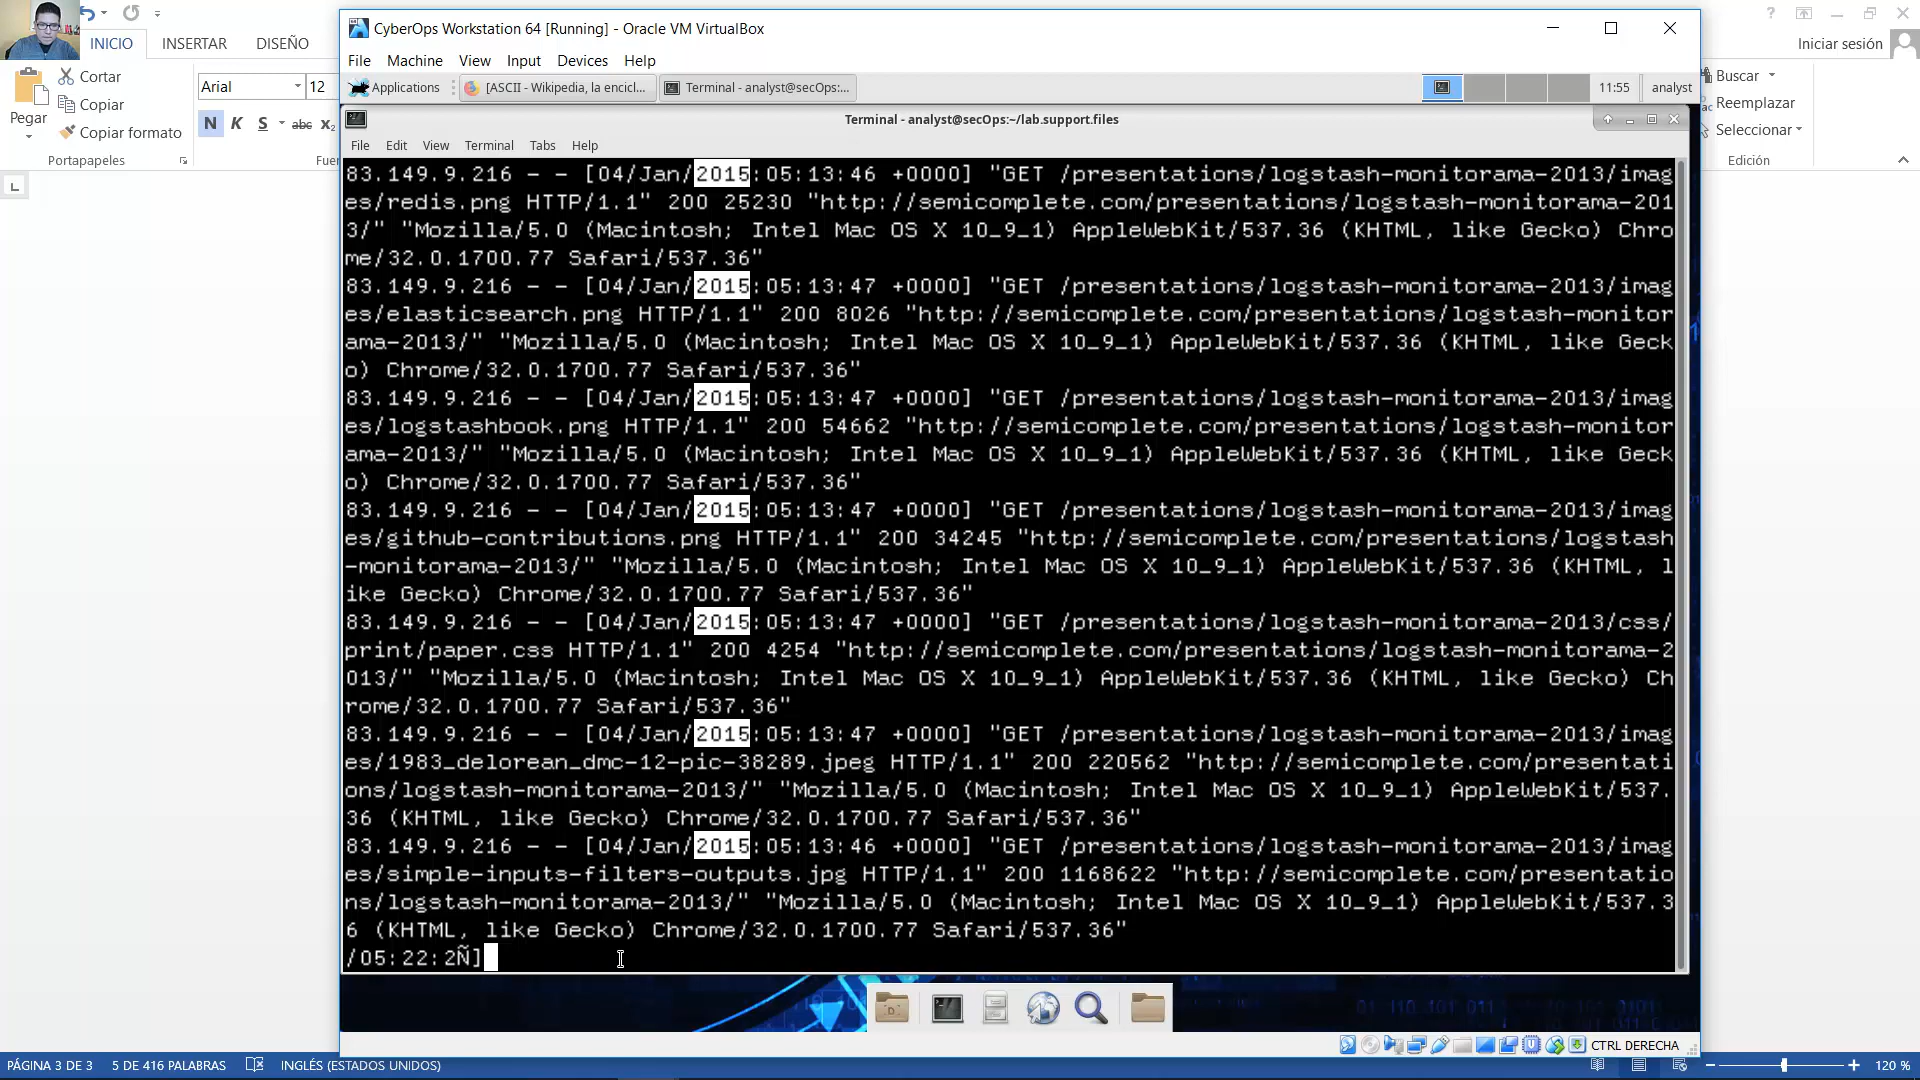 CyberOps Workstation 64 [Running] - Oracle VM VirtualBox
INICIO INSERTAR DISEÑO
Iniciar sesión
File Machine View Input Devices Help
Cortar
Copiar
Copiar formato
Pegar
Portapapeles
Arial 12
N K S abc x₂
Fuer
Applications [ASCII - Wikipedia, la encicl... Terminal - analyst@secOps:... 11:55 analyst
Buscar
Reemplazar
Seleccionar
Edición
Terminal - analyst@secOps:~/lab.support.files
File Edit View Terminal Tabs Help
83.149.9.216 - - [04/Jan/2015:05:13:46 +0000] "GET /presentations/logstash-monitorama-2013/imag
es/redis.png HTTP/1.1" 200 25230 "http://semicomplete.com/presentations/logstash-monitorama-201
3/" "Mozilla/5.0 (Macintosh; Intel Mac OS X 10_9_1) AppleWebKit/537.36 (KHTML, like Gecko) Chro
me/32.0.1700.77 Safari/537.36"
83.149.9.216 - - [04/Jan/2015:05:13:47 +0000] "GET /presentations/logstash-monitorama-2013/imag
es/elasticsearch.png HTTP/1.1" 200 8026 "http://semicomplete.com/presentations/logstash-monitor
ama-2013/" "Mozilla/5.0 (Macintosh; Intel Mac OS X 10_9_1) AppleWebKit/537.36 (KHTML, like Geck
o) Chrome/32.0.1700.77 Safari/537.36"
83.149.9.216 - - [04/Jan/2015:05:13:47 +0000] "GET /presentations/logstash-monitorama-2013/imag
es/logstashbook.png HTTP/1.1" 200 54662 "http://semicomplete.com/presentations/logstash-monitor
ama-2013/" "Mozilla/5.0 (Macintosh; Intel Mac OS X 10_9_1) AppleWebKit/537.36 (KHTML, like Geck
o) Chrome/32.0.1700.77 Safari/537.36"
83.149.9.216 - - [04/Jan/2015:05:13:47 +0000] "GET /presentations/logstash-monitorama-2013/imag
es/github-contributions.png HTTP/1.1" 200 34245 "http://semicomplete.com/presentations/logstash
-monitorama-2013/" "Mozilla/5.0 (Macintosh; Intel Mac OS X 10_9_1) AppleWebKit/537.36 (KHTML, l
ike Gecko) Chrome/32.0.1700.77 Safari/537.36"
83.149.9.216 - - [04/Jan/2015:05:13:47 +0000] "GET /presentations/logstash-monitorama-2013/css/
print/paper.css HTTP/1.1" 200 4254 "http://semicomplete.com/presentations/logstash-monitorama-2
013/" "Mozilla/5.0 (Macintosh; Intel Mac OS X 10_9_1) AppleWebKit/537.36 (KHTML, like Gecko) Ch
rome/32.0.1700.77 Safari/537.36"
83.149.9.216 - - [04/Jan/2015:05:13:47 +0000] "GET /presentations/logstash-monitorama-2013/imag
es/1983_delorean_dmc-12-pic-38289.jpeg HTTP/1.1" 200 220562 "http://semicomplete.com/presentati
ons/logstash-monitorama-2013/" "Mozilla/5.0 (Macintosh; Intel Mac OS X 10_9_1) AppleWebKit/537.
36 (KHTML, like Gecko) Chrome/32.0.1700.77 Safari/537.36"
83.149.9.216 - - [04/Jan/2015:05:13:46 +0000] "GET /presentations/logstash-monitorama-2013/imag
es/simple-inputs-filters-outputs.jpg HTTP/1.1" 200 1168622 "http://semicomplete.com/presentatio
ns/logstash-monitorama-2013/" "Mozilla/5.0 (Macintosh; Intel Mac OS X 10_9_1) AppleWebKit/537.3
6 (KHTML, like Gecko) Chrome/32.0.1700.77 Safari/537.36"
/05:22:2Ñ]
CTRL DERECHA
PÁGINA 3 DE 3 5 DE 416 PALABRAS INGLÉS (ESTADOS UNIDOS) 120 %